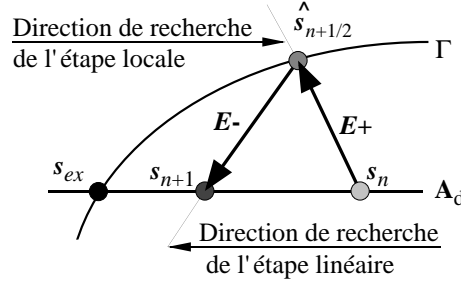 Direction de recherche
de l'étape locale
ŝn+1/2
Γ
E-
E+
sex
sn+1
sn
Ad
Direction de recherche
de l'étape linéaire